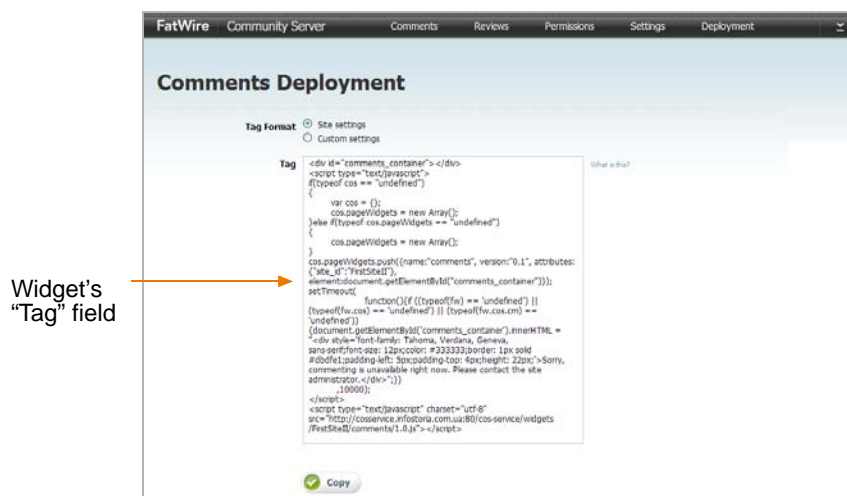 FatWire Community Server Comments Reviews Permissions Settings Deployment
Comments Deployment
Tag Format Site settings
Custom settings
Tag
What is this?
<div id="comments_container"></div>
<script type="text/javascript">
if(typeof cos == "undefined")
{
var cos = {};
cos.pageWidgets = new Array();
}else if(typeof cos.pageWidgets == "undefined")
{
cos.pageWidgets = new Array();
}
cos.pageWidgets.push({name:"comments", version:"0.1", attributes:
{"site_id":"FirstSiteII"},
element:document.getElementById("comments_container")});
setTimeout(
function(){if ((typeof(fw) == 'undefined') ||
(typeof(fw.cos) == 'undefined') || (typeof(fw.cos.cm) ==
'undefined'))
{document.getElementById('comments_container').innerHTML =
"<div style='font-family: Tahoma, Verdana, Geneva,
sans-serif;font-size: 12px;color: #333333;border: 1px solid
#dbdfe1;padding-left: 5px;padding-top: 4px;height: 22px;'>Sorry,
commenting is unavailable right now. Please contact the site
administrator.</div>";}}
,10000);
</script>
<script type="text/javascript" charset="utf-8"
src="http://cosservice.infostoria.com.ua:80/cos-service/widgets
/FirstSiteII/comments/1.0.js"></script>
Widget's
"Tag" field
Copy